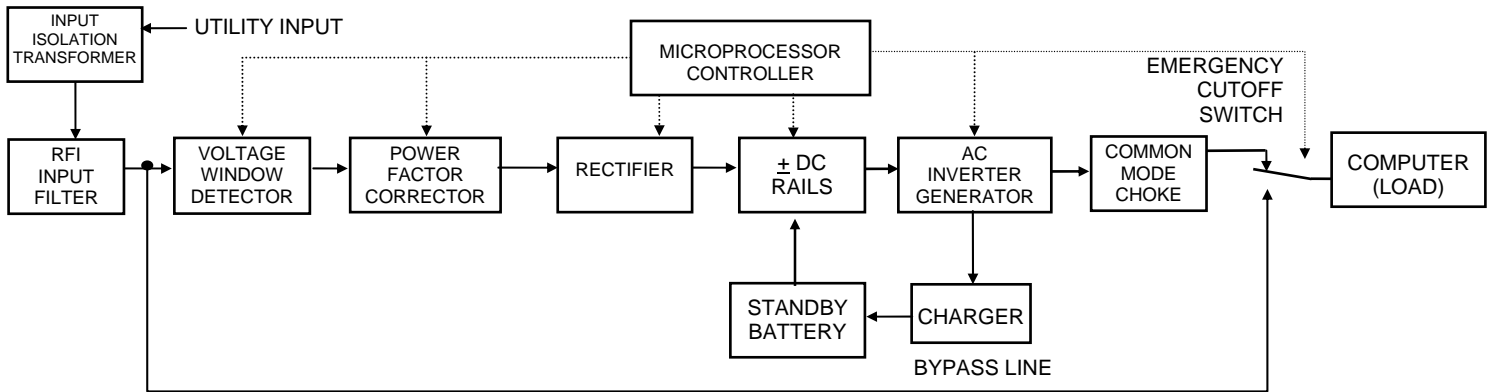 INPUT
ISOLATION
TRANSFORMER
UTILITY INPUT
MICROPROCESSOR
CONTROLLER
EMERGENCY
CUTOFF
SWITCH
RFI
INPUT
FILTER
VOLTAGE
WINDOW
DETECTOR
POWER
FACTOR
CORRECTOR
RECTIFIER
± DC
RAILS
AC
INVERTER
GENERATOR
COMMON
MODE
CHOKE
COMPUTER
(LOAD)
STANDBY
BATTERY
CHARGER
BYPASS LINE